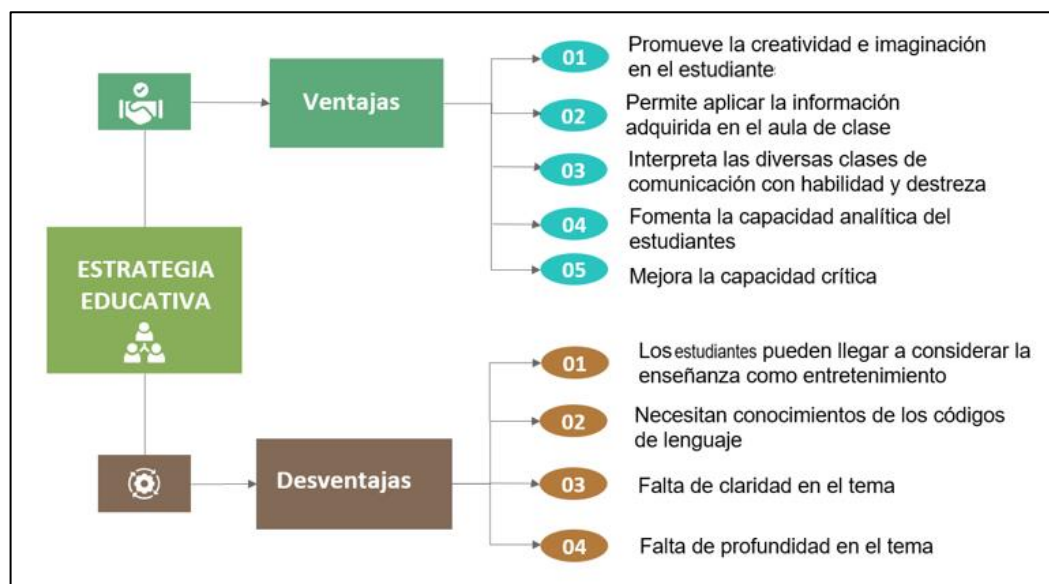 ESTRATEGIA
EDUCATIVA
Ventajas
01
Promueve la creatividad e imaginación
en el estudiante
02
Permite aplicar la información
adquirida en el aula de clase
03
Interpreta las diversas clases de
comunicación con habilidad y destreza
04
Fomenta la capacidad analítica del
estudiantes
05
Mejora la capacidad crítica
Desventajas
01
Los estudiantes pueden llegar a considerar la
enseñanza como entretenimiento
02
Necesitan conocimientos de los códigos
de lenguaje
03
Falta de claridad en el tema
04
Falta de profundidad en el tema